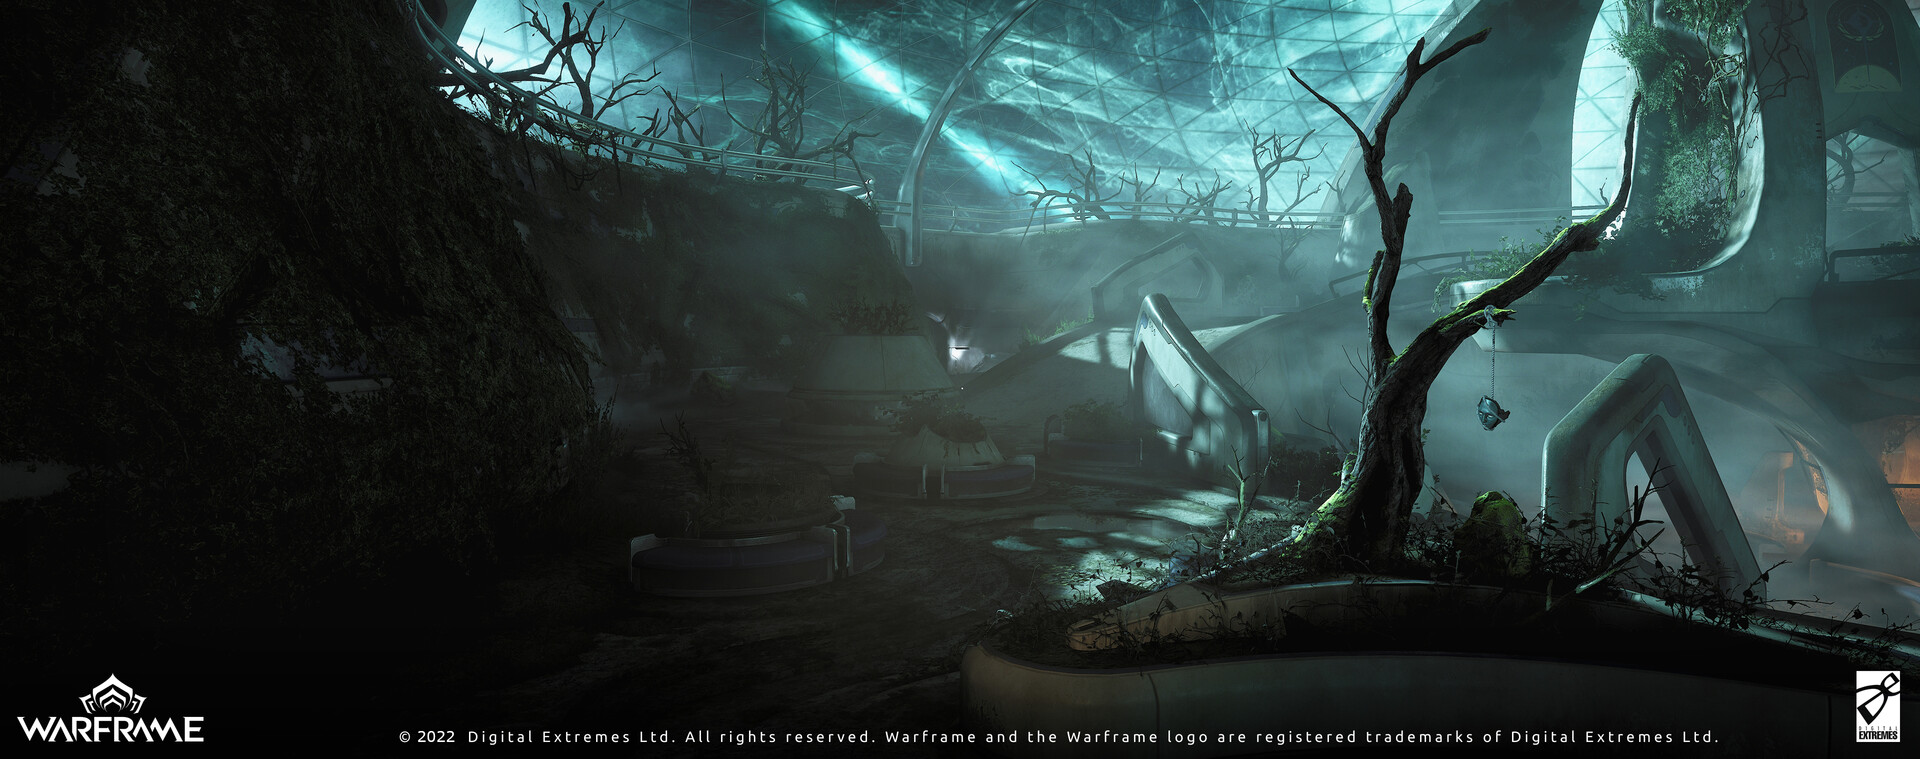 WARFRAME
© 2022 Digital Extremes Ltd. All rights reserved. Warframe and the Warframe logo are registered trademarks of Digital Extremes Ltd.
DIGITAL
EXTREMES